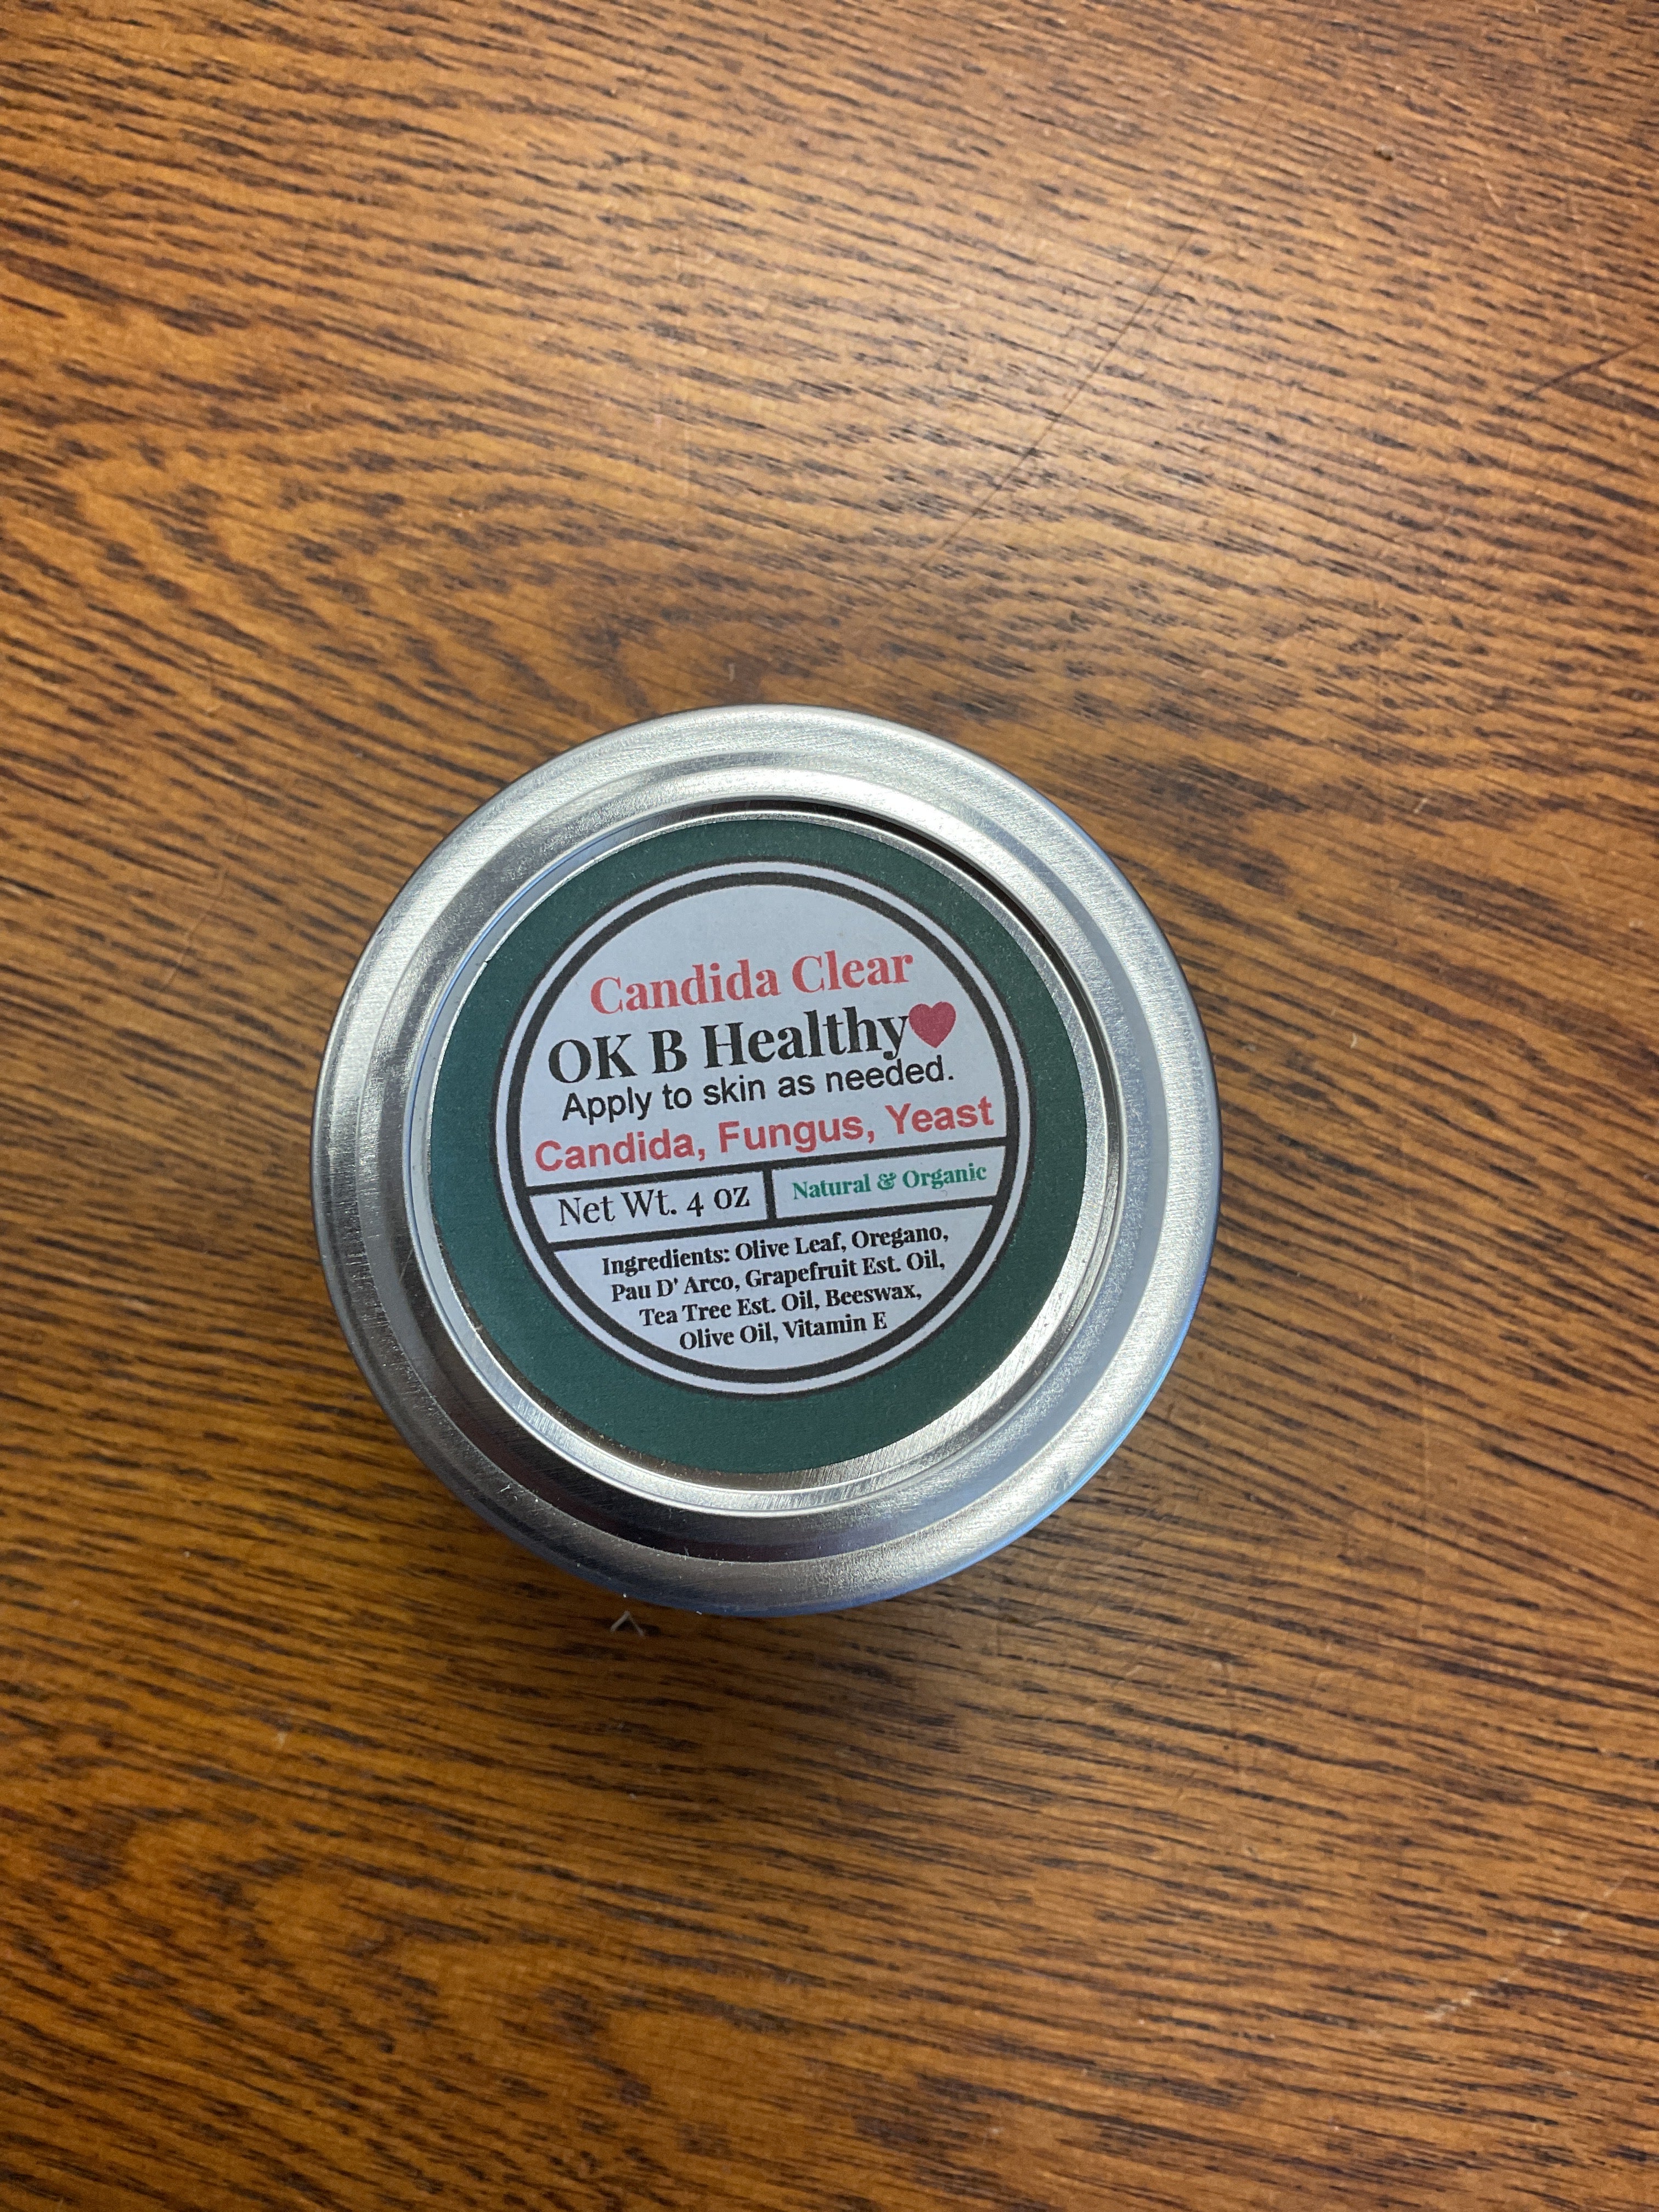 Candida Clear
OK B Healthy
Apply to skin as needed.
Candida, Fungus, Yeast
Net Wt. 4 oz
Natural & Organic
Ingredients: Olive Leaf, Oregano,
Pau D' Arco, Grapefruit Est. Oil,
Tea Tree Est. Oil, Beeswax,
Olive Oil, Vitamin E